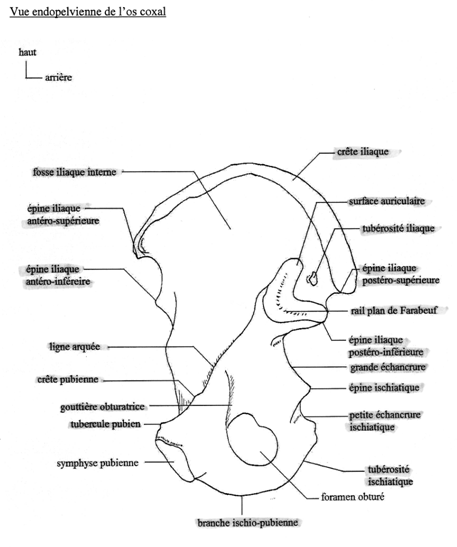 Vue endopelvienne de l'os coxal
haut
arrière
crête iliaque
fosse iliaque interne
surface auriculaire
épine iliaque
antéro-supérieure
tubérosité iliaque
épine iliaque
antéro-inféreire
épine iliaque
postéro-supérieure
rail plan de Farabeuf
ligne arquée
épine iliaque
postéro-inférieure
grande échancrure
crête pubienne
épine ischiatique
gouttière obturatrice
petite échancrure
ischiatique
tubercule pubien
symphyse pubienne
tubérosité
ischiatique
foramen obturé
branche ischio-pubienne